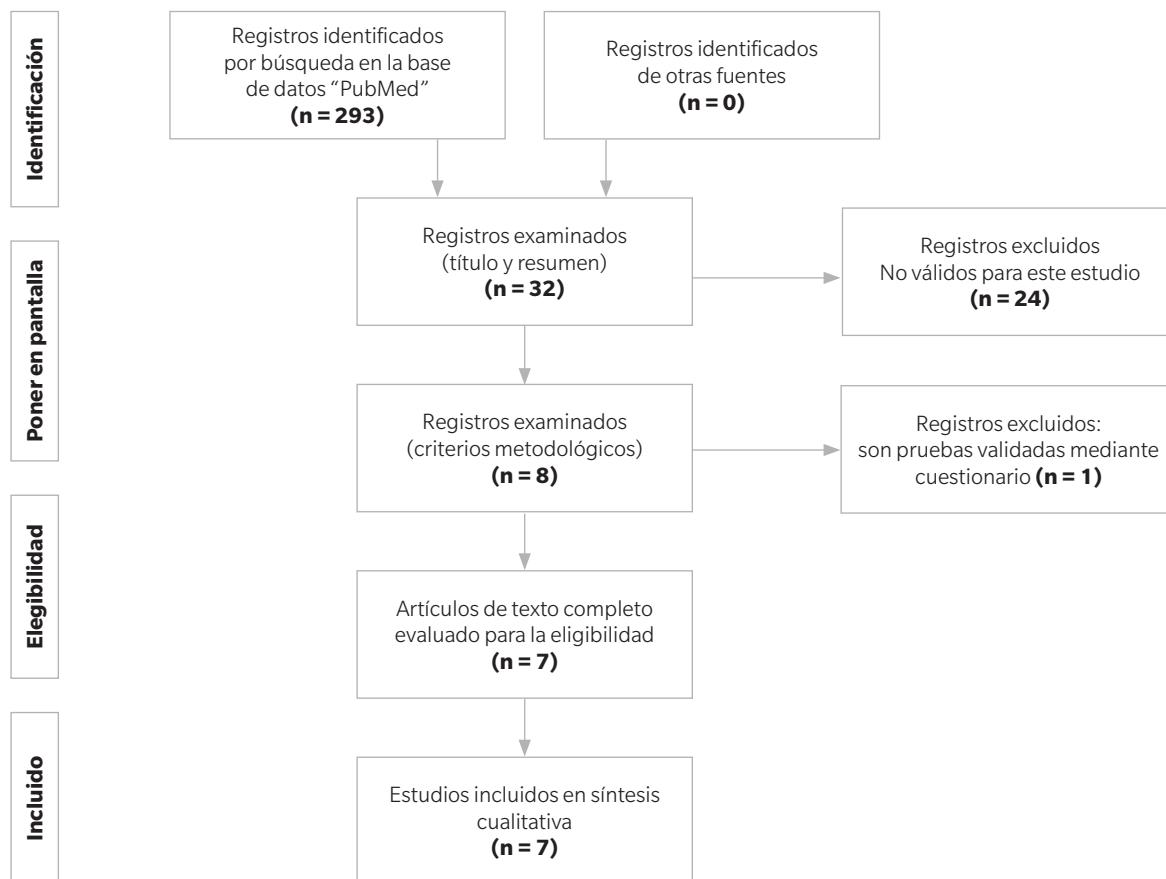 Identificación
Registros identificados
por búsqueda en la base
de datos “PubMed”
(n = 293)
Registros identificados
de otras fuentes
(n = 0)
Poner en pantalla
Registros examinados
(título y resumen)
(n = 32)
Registros excluidos
No válidos para este estudio
(n = 24)
Registros examinados
(criterios metodológicos)
(n = 8)
Registros excluidos:
son pruebas validadas mediante
cuestionario (n = 1)
Elegibilidad
Artículos de texto completo
evaluado para la eligibilidad
(n = 7)
Incluido
Estudios incluidos en síntesis
cualitativa
(n = 7)